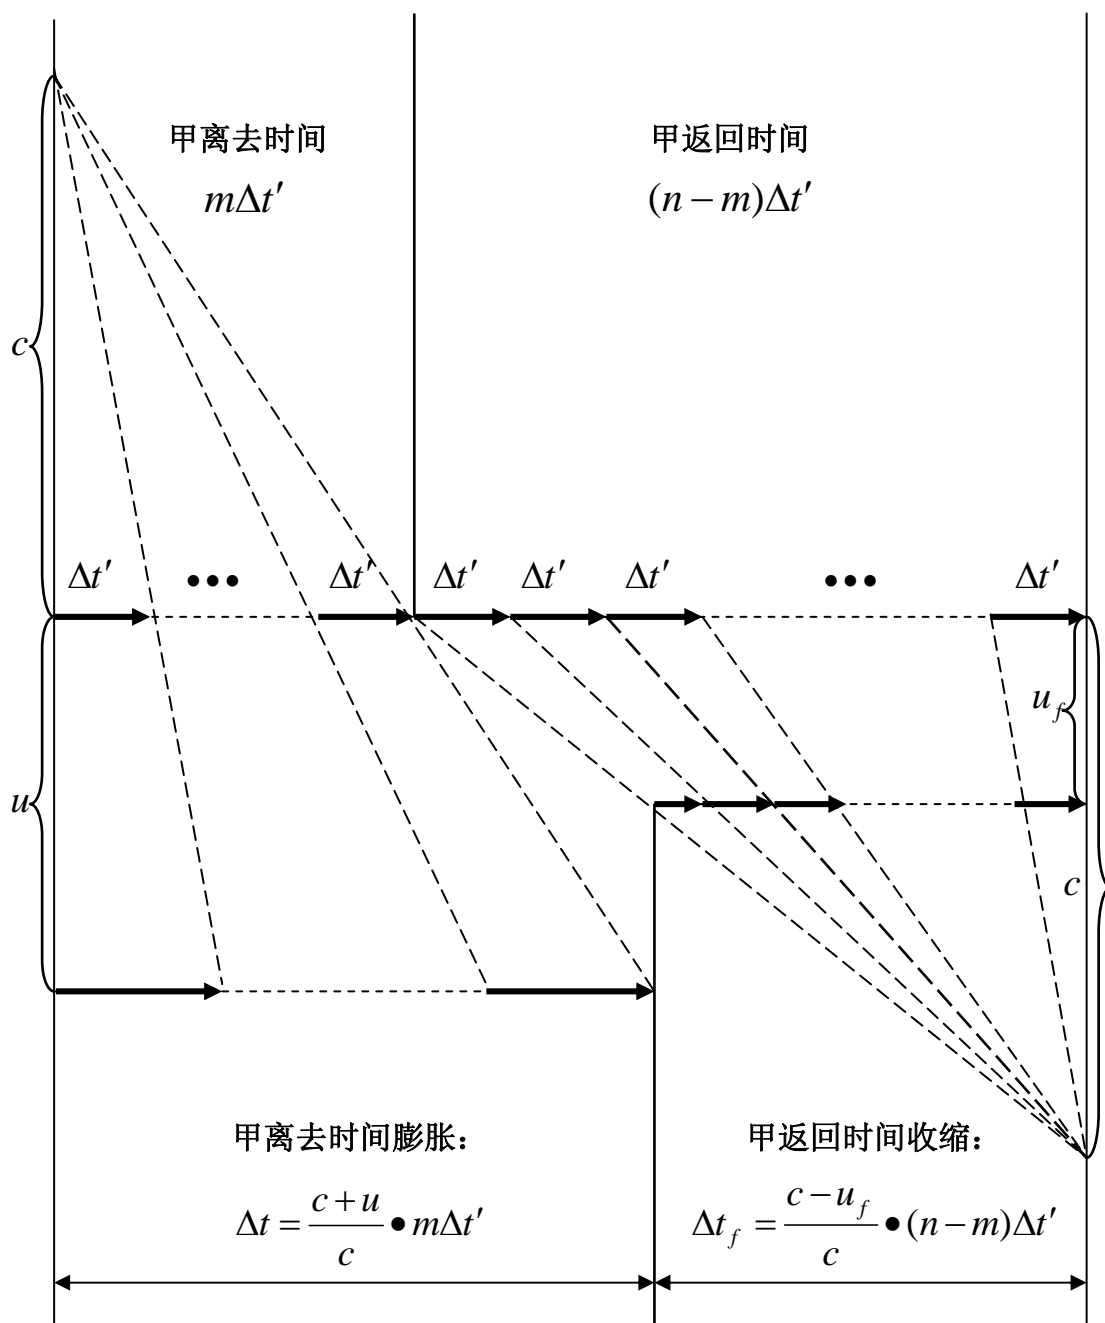 甲离去时间
甲返回时间
mΔt′
(n − m)Δt′
c
Δt′ ••• Δt′ Δt′ Δt′ Δt′ ••• Δt′
u_f
u
c
甲离去时间膨胀：
甲返回时间收缩：
Δt = \frac{c+u}{c} • mΔt′
Δt_f = \frac{c−u_f}{c} • (n−m)Δt′